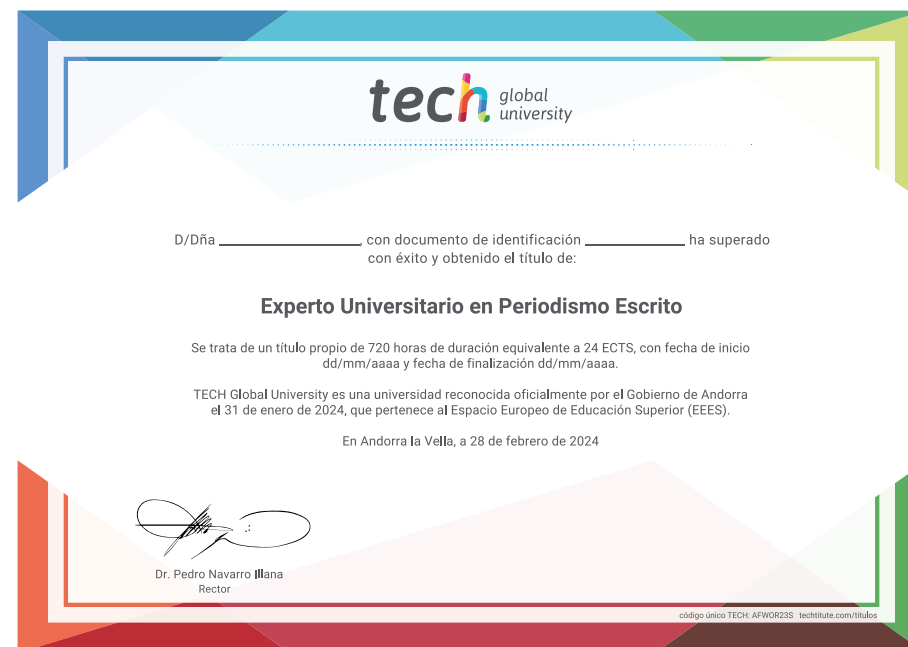 tech global university
D/Dña ______________, con documento de identificación __________ ha superado
con éxito y obtenido el título de:
Experto Universitario en Periodismo Escrito
Se trata de un título propio de 720 horas de duración equivalente a 24 ECTS, con fecha de inicio
dd/mm/aaaa y fecha de finalización dd/mm/aaaa.
TECH Global University es una universidad reconocida oficialmente por el Gobierno de Andorra
el 31 de enero de 2024, que pertenece al Espacio Europeo de Educación Superior (EEES).
En Andorra la Vella, a 28 de febrero de 2024
Dr. Pedro Navarro Illana
Rector
código único TECH: AFWOR23S techtitute.com/titulos